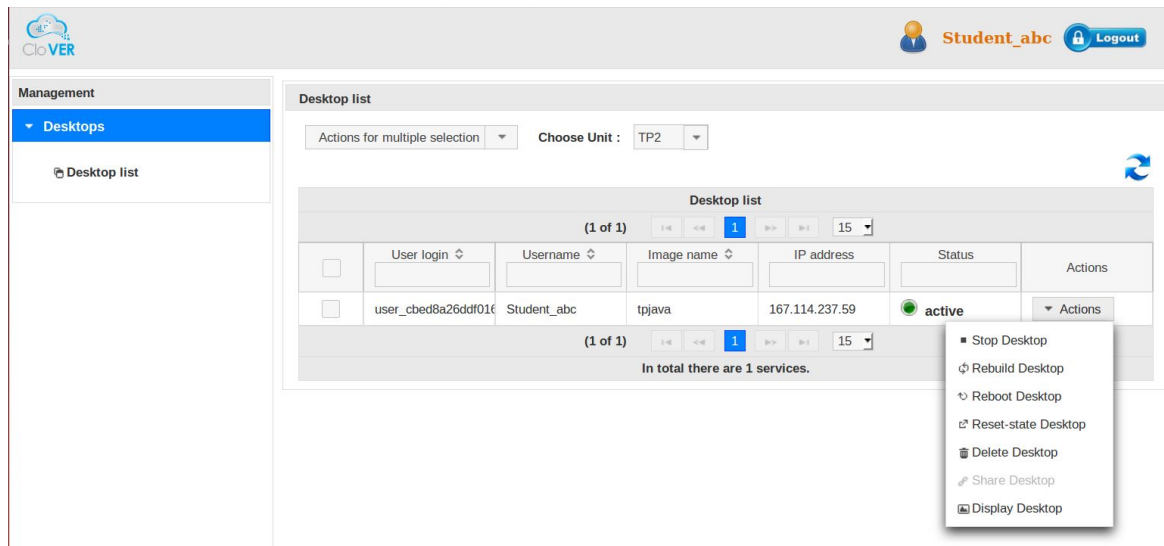 CloVER
Student_abc Logout
Management
Desktops
Desktop list
Desktop list
Actions for multiple selection Choose Unit : TP2
Desktop list
(1 of 1) 1 15
User login Username Image name IP address Status Actions
user_cbed8a26ddf016 Student_abc tpjava 167.114.237.59 active Actions
(1 of 1) 1 15
In total there are 1 services.
Stop Desktop
Rebuild Desktop
Reboot Desktop
Reset-state Desktop
Delete Desktop
Share Desktop
Display Desktop